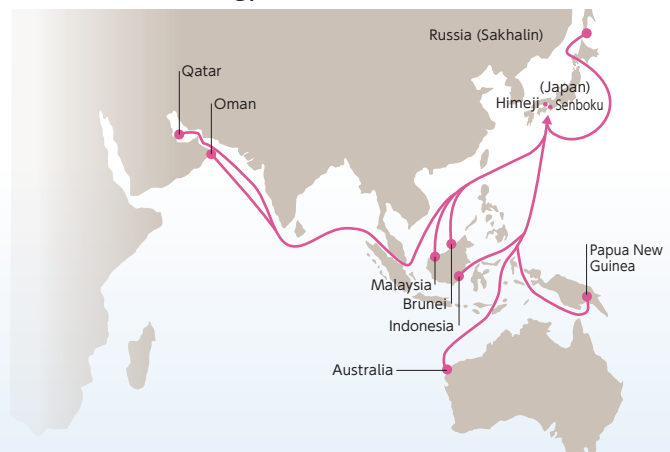 Russia (Sakhalin)
Qatar
(Japan)
Oman
Himeji
Senboku
Papua New
Guinea
Malaysia
Brunei
Indonesia
Australia